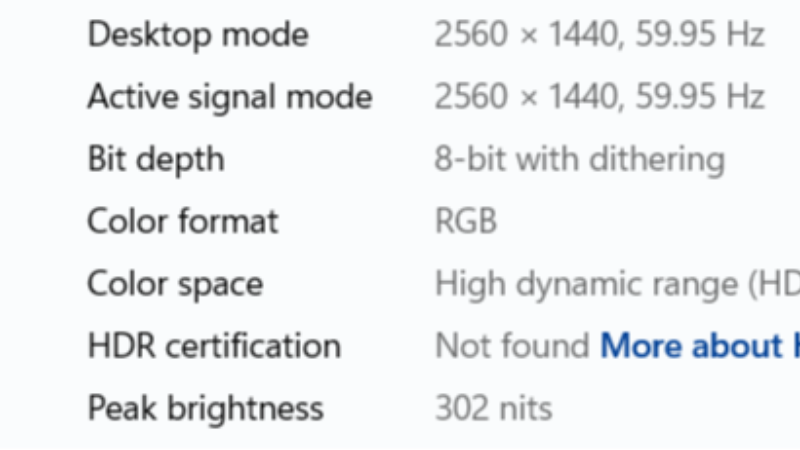 Desktop mode 2560 × 1440, 59.95 Hz
Active signal mode 2560 × 1440, 59.95 Hz
Bit depth 8-bit with dithering
Color format RGB
Color space High dynamic range (HD
HDR certification Not found More about
Peak brightness 302 nits